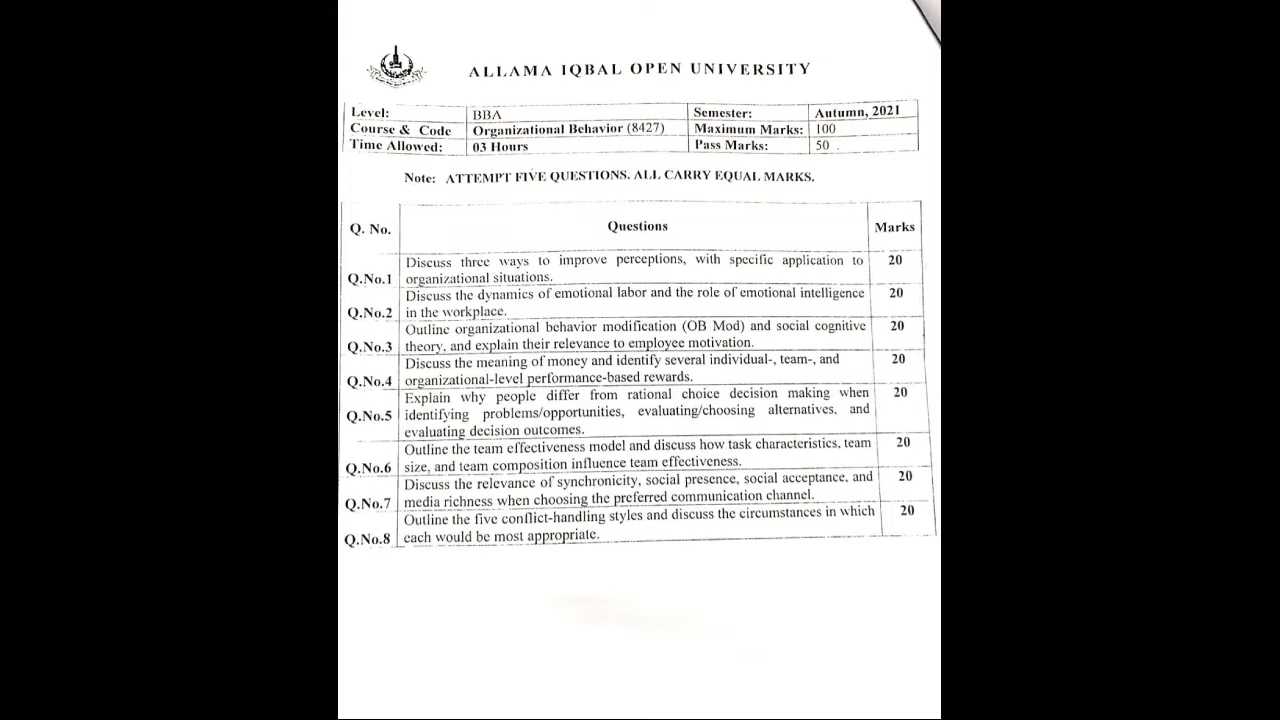 ALLAMA IQBAL OPEN UNIVERSITY
Level: BBA Semester: Autumn, 2021
Course & Code Organizational Behavior (8427) Maximum Marks: 100
Time Allowed: 03 Hours Pass Marks: 50
Note: ATTEMPT FIVE QUESTIONS. ALL CARRY EQUAL MARKS.
Q. No. Questions Marks
Discuss three ways to improve perceptions, with specific application to 20
Q.No.1 organizational situations.
Discuss the dynamics of emotional labor and the role of emotional intelligence 20
Q.No.2 in the workplace.
Outline organizational behavior modification (OB Mod) and social cognitive 20
Q.No.3 theory, and explain their relevance to employee motivation.
Discuss the meaning of money and identify several individual-, team-, and 20
Q.No.4 organizational-level performance-based rewards.
Explain why people differ from rational choice decision making when 20
Q.No.5 identifying problems/opportunities, evaluating/choosing alternatives, and
evaluating decision outcomes.
Outline the team effectiveness model and discuss how task characteristics, team 20
Q.No.6 size, and team composition influence team effectiveness.
Discuss the relevance of synchronicity, social presence, social acceptance, and 20
Q.No.7 media richness when choosing the preferred communication channel.
Outline the five conflict-handling styles and discuss the circumstances in which 20
Q.No.8 each would be most appropriate.